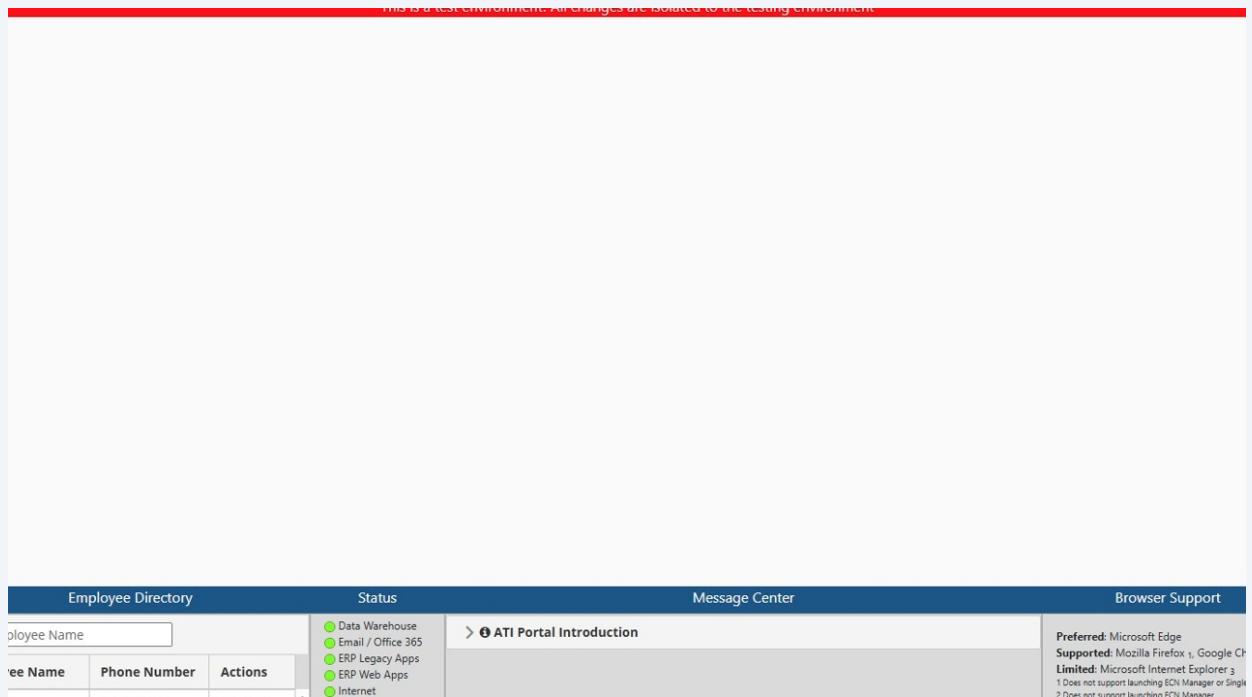 This is a test environment. All changes are isolated to the testing environment
Employee Directory
Status
Message Center
Browser Support
ployee Name
ee Name
Phone Number
Actions
Data Warehouse
Email / Office 365
ERP Legacy Apps
ERP Web Apps
Internet
ATI Portal Introduction
Preferred: Microsoft Edge
Supported: Mozilla Firefox 1, Google Ch
Limited: Microsoft Internet Explorer 3
1 Does not support launching ECN Manager or Single
2 Does not support launching ECN Manager